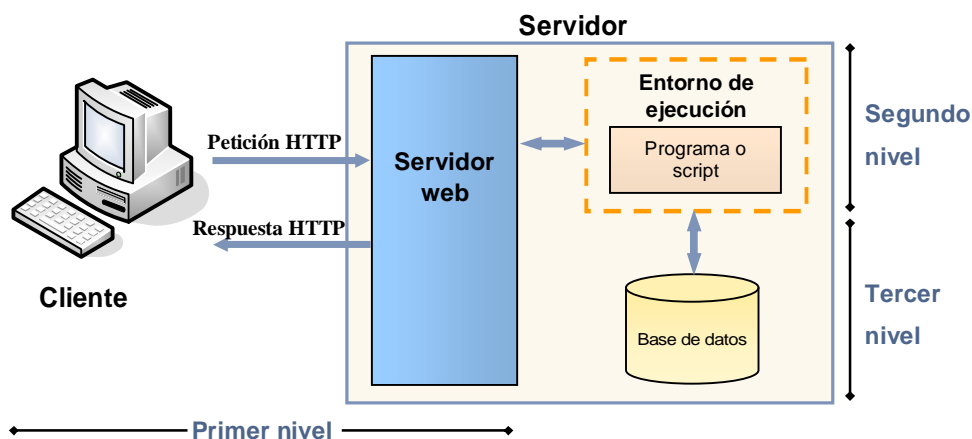 Servidor
Entorno de
ejecución
Programa o
script
Segundo
nivel
Petición HTTP
Servidor
web
Respuesta HTTP
Cliente
Base de datos
Tercer
nivel
Primer nivel